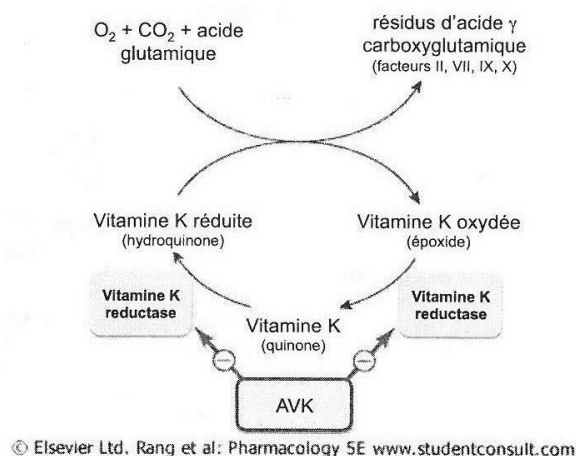 O₂ + CO₂ + acide
glutamique
résidus d'acide γ
carboxyglutamique
(facteurs II, VII, IX, X)
Vitamine K réduite
(hydroquinone)
Vitamine K oxydée
(époxide)
Vitamine K
reductase
Vitamine K
(quinone)
Vitamine K
reductase
AVK
© Elsevier Ltd. Rang et al: Pharmacology 5E www.studentconsult.com